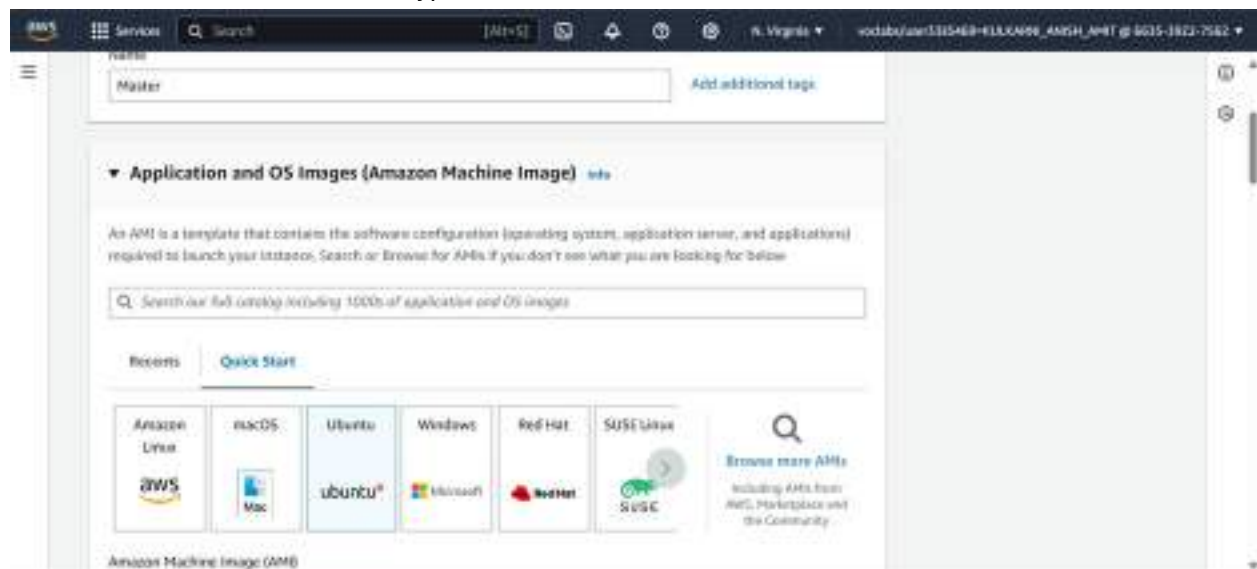 aws Services Search [Alt+S] N. Virginia
Name
Master Add additional tags
Application and OS Images (Amazon Machine Image) Info
An AMI is a template that contains the software configuration (operating system, application server, and applications)
required to launch your instance. Search or Browse for AMIs if you don't see what you are looking for below
Search our full catalog including 1000s of application and OS images
Recents Quick Start
Amazon Linux macOS Ubuntu Windows Red Hat SUSE Linux
aws Mac ubuntu® Microsoft Red Hat SUSE
Browse more AMIs
Including AMIs from
AWS, Marketplace and
the Community
Amazon Machine Image (AMI)